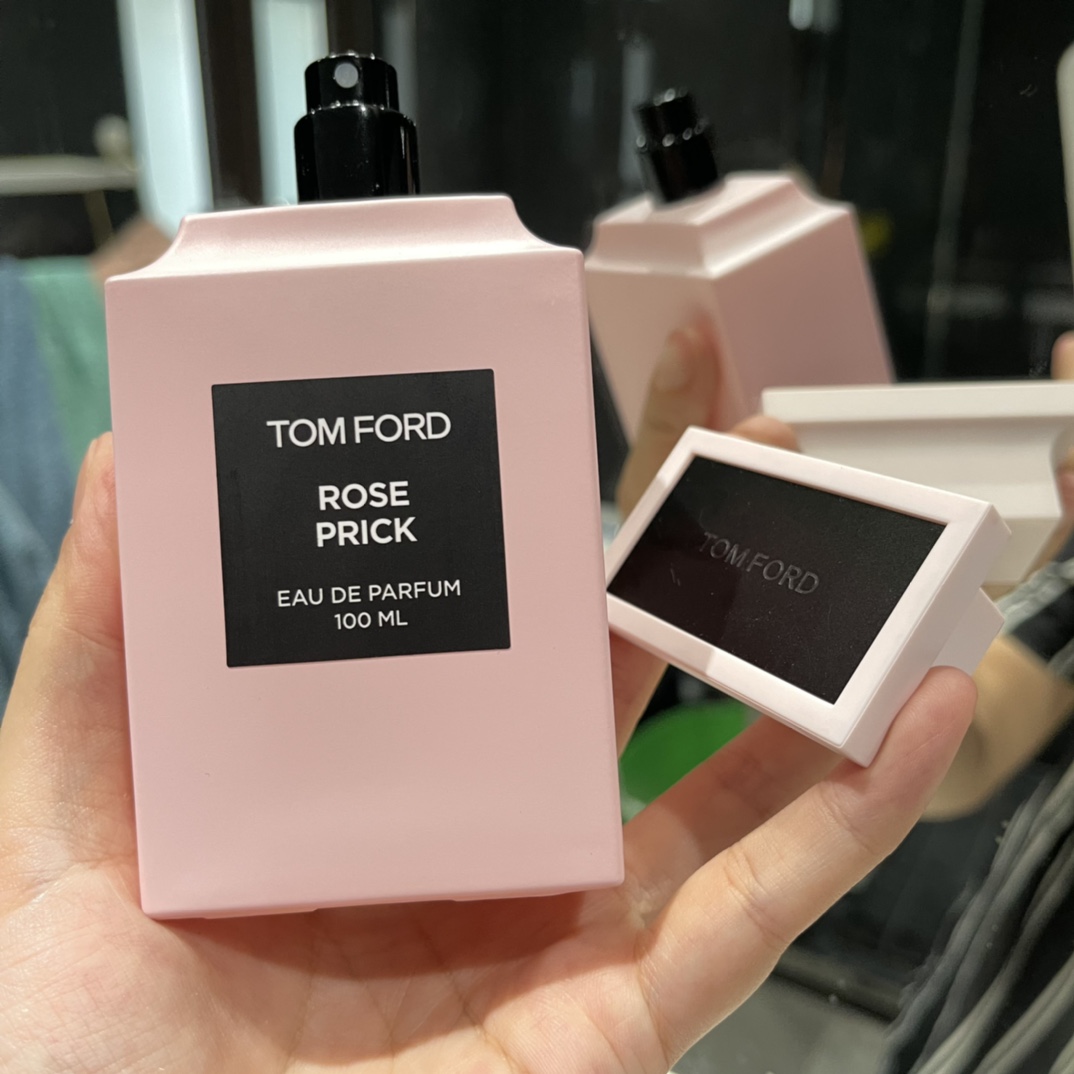 TOM FORD
ROSE
PRICK
EAU DE PARFUM
100 ML
TOM FORD